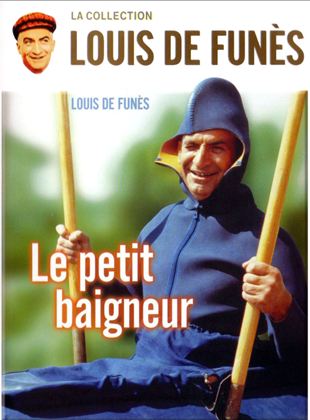 LA COLLECTION
LOUIS DE FUNÈS
LOUIS DE FUNÈS
Le petit
baigneur